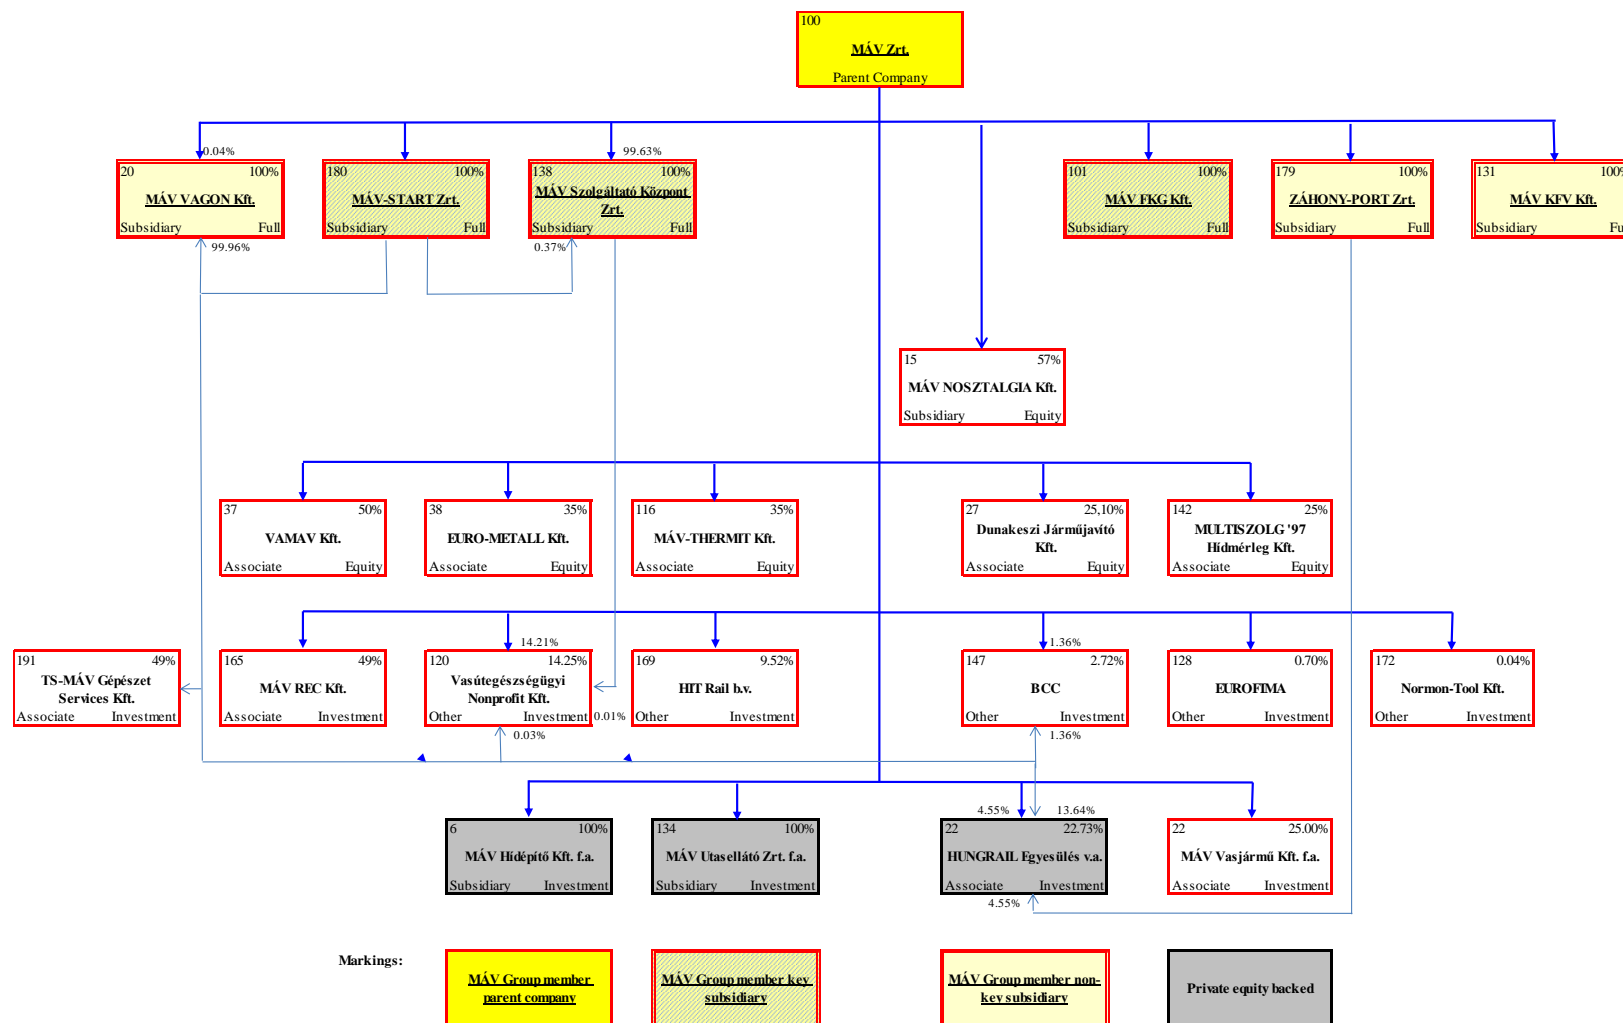 100
MÁV Zrt.
Parent Company
0.04%
99.63%
20 100%
MÁV VAGON Kft.
Subsidiary Full
180 100%
MÁV-START Zrt.
Subsidiary Full
138 100%
MÁV Szolgáltató Központ
Zrt.
Subsidiary Full
101 100%
MÁV FKG Kft.
Subsidiary Full
179 100%
ZÁHONY-PORT Zrt.
Subsidiary Full
131 100%
MÁV KFV Kft.
Subsidiary Fu
99.96%
0.37%
15 57%
MÁV NOSZTALGIA Kft.
Subsidiary Equity
37 50%
VAMAV Kft.
Associate Equity
38 35%
EURO-METALL Kft.
Associate Equity
116 35%
MÁV-THERMIT Kft.
Associate Equity
27 25,10%
Dunakeszi Járműjavító
Kft.
Associate Equity
142 25%
MULTISZOLG '97
Hídmérleg Kft.
Associate Equity
14.21%
1.36%
191 49%
TS-MÁV Gépészet
Services Kft.
Associate Investment
165 49%
MÁV REC Kft.
Associate Investment
120 14.25%
Vasútegészségügyi
Nonprofit Kft.
Other Investment
0.01%
169 9.52%
HIT Rail b.v.
Other Investment
147 2.72%
BCC
Other Investment
128 0.70%
EUROFIMA
Other Investment
172 0.04%
Normon-Tool Kft.
Other Investment
0.03%
1.36%
4.55% 13.64%
6 100%
MÁV Hídépítő Kft. f.a.
Subsidiary Investment
134 100%
MÁV Utasellátó Zrt. f.a.
Subsidiary Investment
22 22.73%
HUNGRAIL Egyesülés v.a.
Associate Investment
22 25.00%
MÁV Vasjármű Kft. f.a.
Associate Investment
4.55%
Markings:
MÁV Group member
parent company
MÁV Group member key
subsidiary
MÁV Group member non-
key subsidiary
Private equity backed